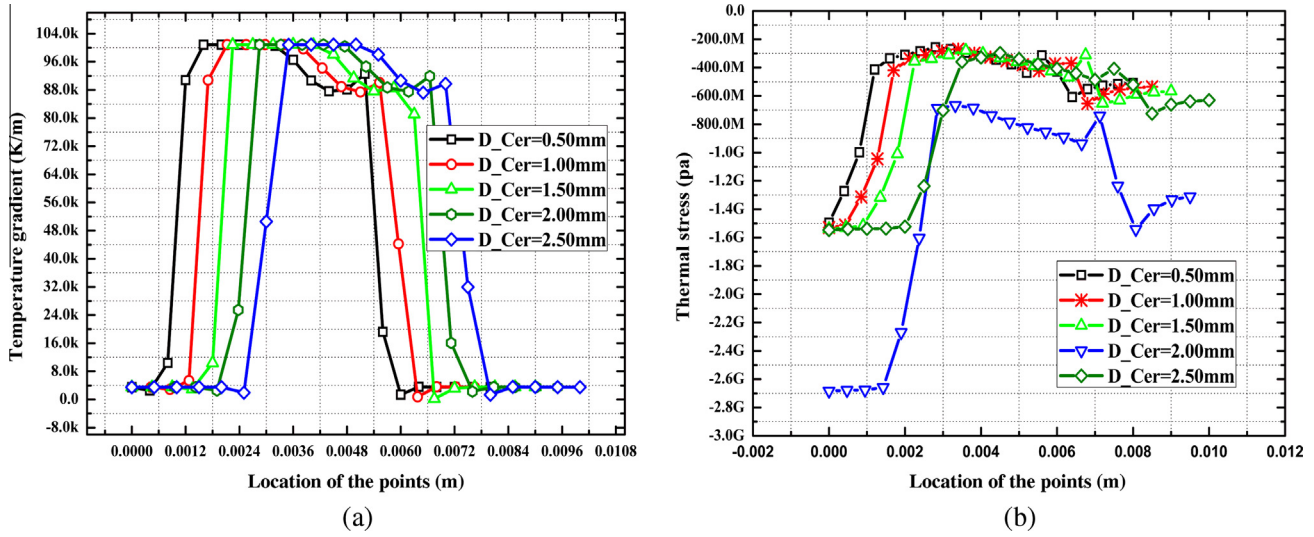 104.0k
96.0k
88.0k
80.0k
72.0k
64.0k
56.0k
48.0k
40.0k
32.0k
24.0k
16.0k
8.0k
0.0
-8.0k
Temperature gradient (K/m)
D_Cer=0.50mm
D_Cer=1.00mm
D_Cer=1.50mm
D_Cer=2.00mm
D_Cer=2.50mm
0.0000 0.0012 0.0024 0.0036 0.0048 0.0060 0.0072 0.0084 0.0096 0.0108
Location of the points (m)
(a)
0.0
-200.0M
-400.0M
-600.0M
-800.0M
-1.0G
-1.2G
-1.4G
-1.6G
-1.8G
-2.0G
-2.2G
-2.4G
-2.6G
-2.8G
-3.0G
Thermal stress (pa)
D_Cer=0.50mm
D_Cer=1.00mm
D_Cer=1.50mm
D_Cer=2.00mm
D_Cer=2.50mm
-0.002 0.000 0.002 0.004 0.006 0.008 0.010 0.012
Location of the points (m)
(b)